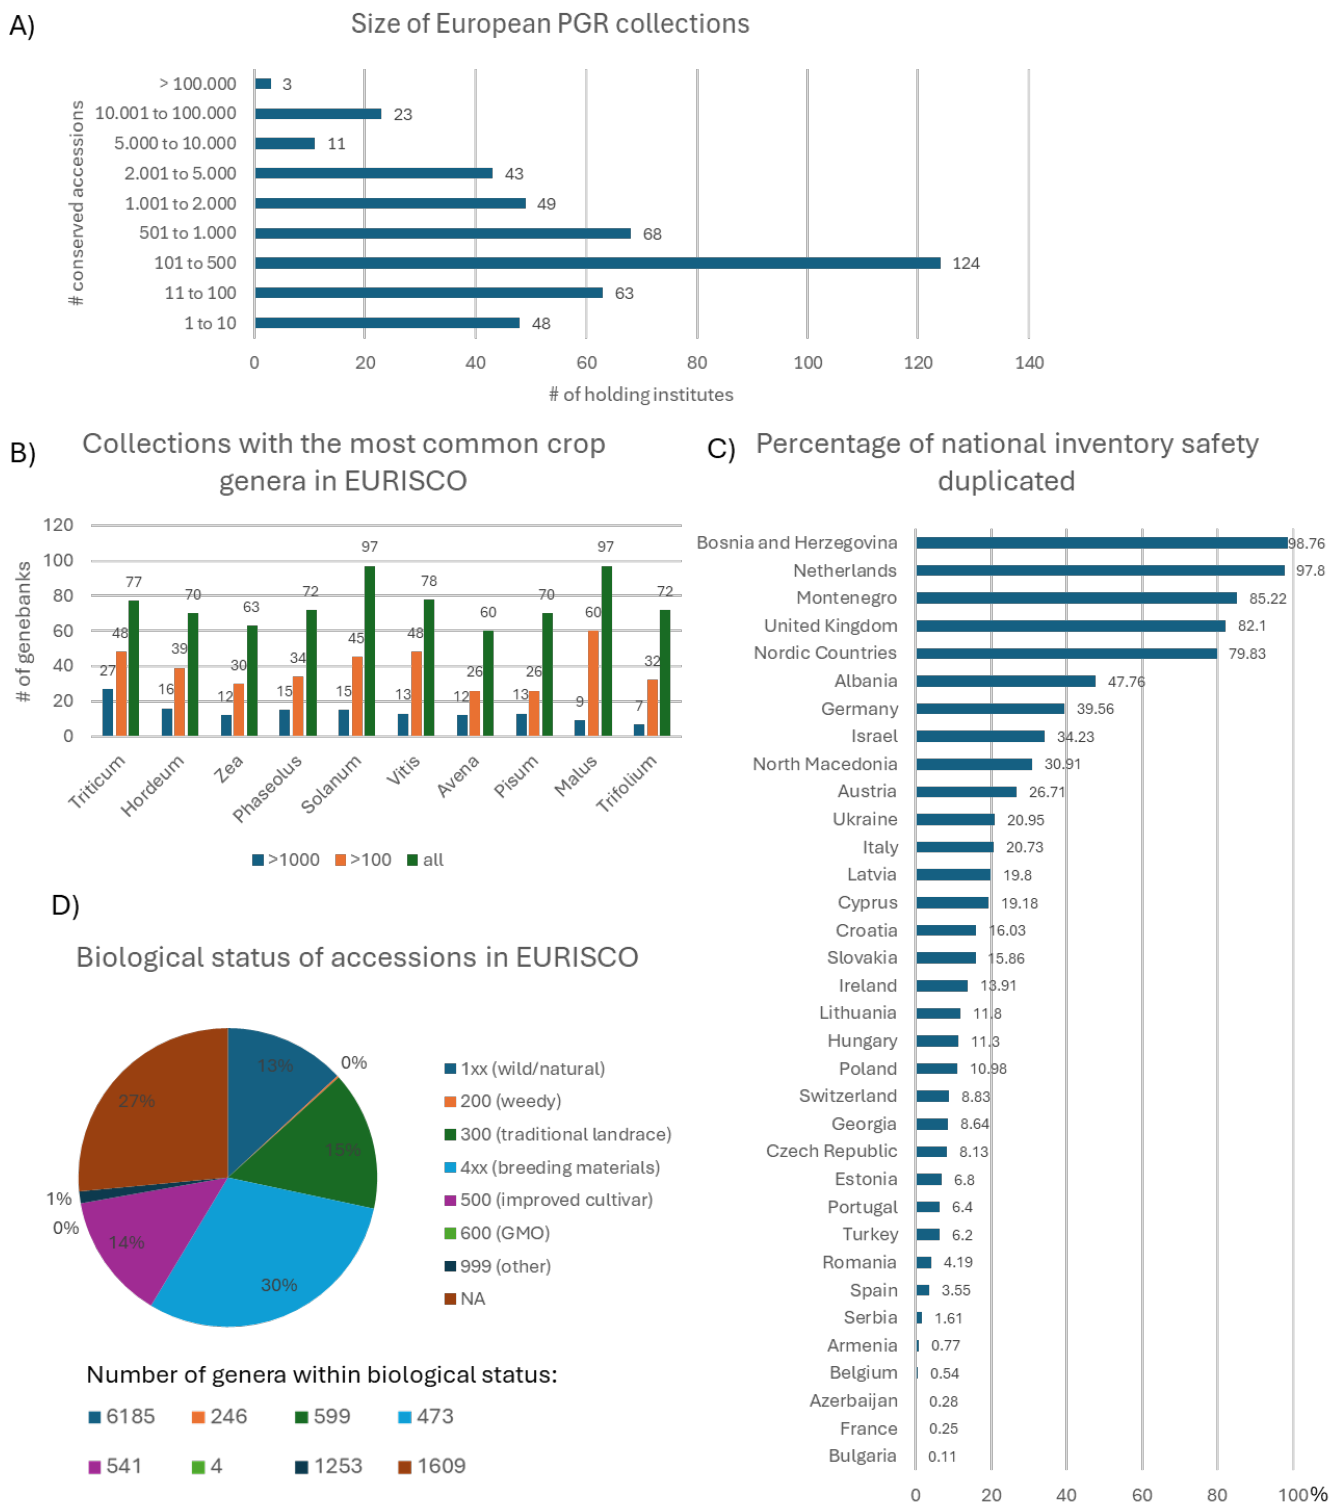 A)
Size of European PGR collections
# conserved accessions
> 100.000 3
10.001 to 100.000 23
5.000 to 10.000 11
2.001 to 5.000 43
1.001 to 2.000 49
501 to 1.000 68
101 to 500 124
11 to 100 63
1 to 10 48
0 20 40 60 80 100 120 140
# of holding institutes
B)
Collections with the most common crop
genera in EURISCO
# of genebanks
120
100
80
60
40
20
0
27 48 77
16 39 70
12 30 63
15 34 72
15 45 97
13 48 78
12 26 60
13 26 70
9 60 97
7 32 72
Triticum Hordeum Zea Phaseolus Solanum Vitis Avena Pisum Malus Trifolium
>1000 >100 all
C)
Percentage of national inventory safety
duplicated
Bosnia and Herzegovina 98.76
Netherlands 97.8
Montenegro 85.22
United Kingdom 82.1
Nordic Countries 79.83
Albania 47.76
Germany 39.56
Israel 34.23
North Macedonia 30.91
Austria 26.71
Ukraine 20.95
Italy 20.73
Latvia 19.8
Cyprus 19.18
Croatia 16.03
Slovakia 15.86
Ireland 13.91
Lithuania 11.8
Hungary 11.3
Poland 10.98
Switzerland 8.83
Georgia 8.64
Czech Republic 8.13
Estonia 6.8
Portugal 6.4
Turkey 6.2
Romania 4.19
Spain 3.55
Serbia 1.61
Armenia 0.77
Belgium 0.54
Azerbaijan 0.28
France 0.25
Bulgaria 0.11
0 20 40 60 80 100%
D)
Biological status of accessions in EURISCO
13%
0%
15%
30%
14%
0%
1%
27%
1xx (wild/natural)
200 (weedy)
300 (traditional landrace)
4xx (breeding materials)
500 (improved cultivar)
600 (GMO)
999 (other)
NA
Number of genera within biological status:
6185 246 599 473
541 4 1253 1609